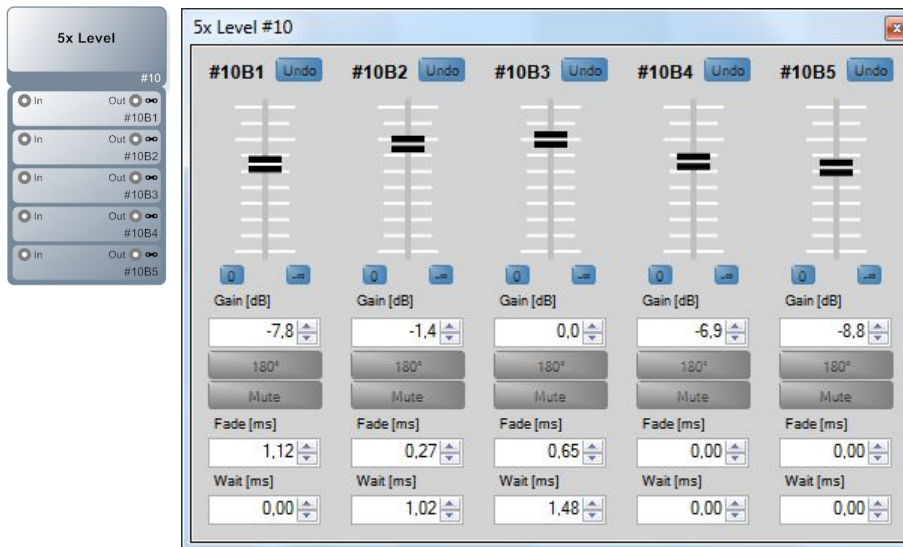 5x Level
#10
In Out
#10B1
In Out
#10B2
In Out
#10B3
In Out
#10B4
In Out
#10B5
5x Level #10
x
#10B1 Undo #10B2 Undo #10B3 Undo #10B4 Undo #10B5 Undo
0 -∞ 0 -∞ 0 -∞ 0 -∞ 0 -∞
Gain [dB] Gain [dB] Gain [dB] Gain [dB] Gain [dB]
-7,8 -1,4 0,0 -6,9 -8,8
180° 180° 180° 180° 180°
Mute Mute Mute Mute Mute
Fade [ms] Fade [ms] Fade [ms] Fade [ms] Fade [ms]
1,12 0,27 0,65 0,00 0,00
Wait [ms] Wait [ms] Wait [ms] Wait [ms] Wait [ms]
0,00 1,02 1,48 0,00 0,00